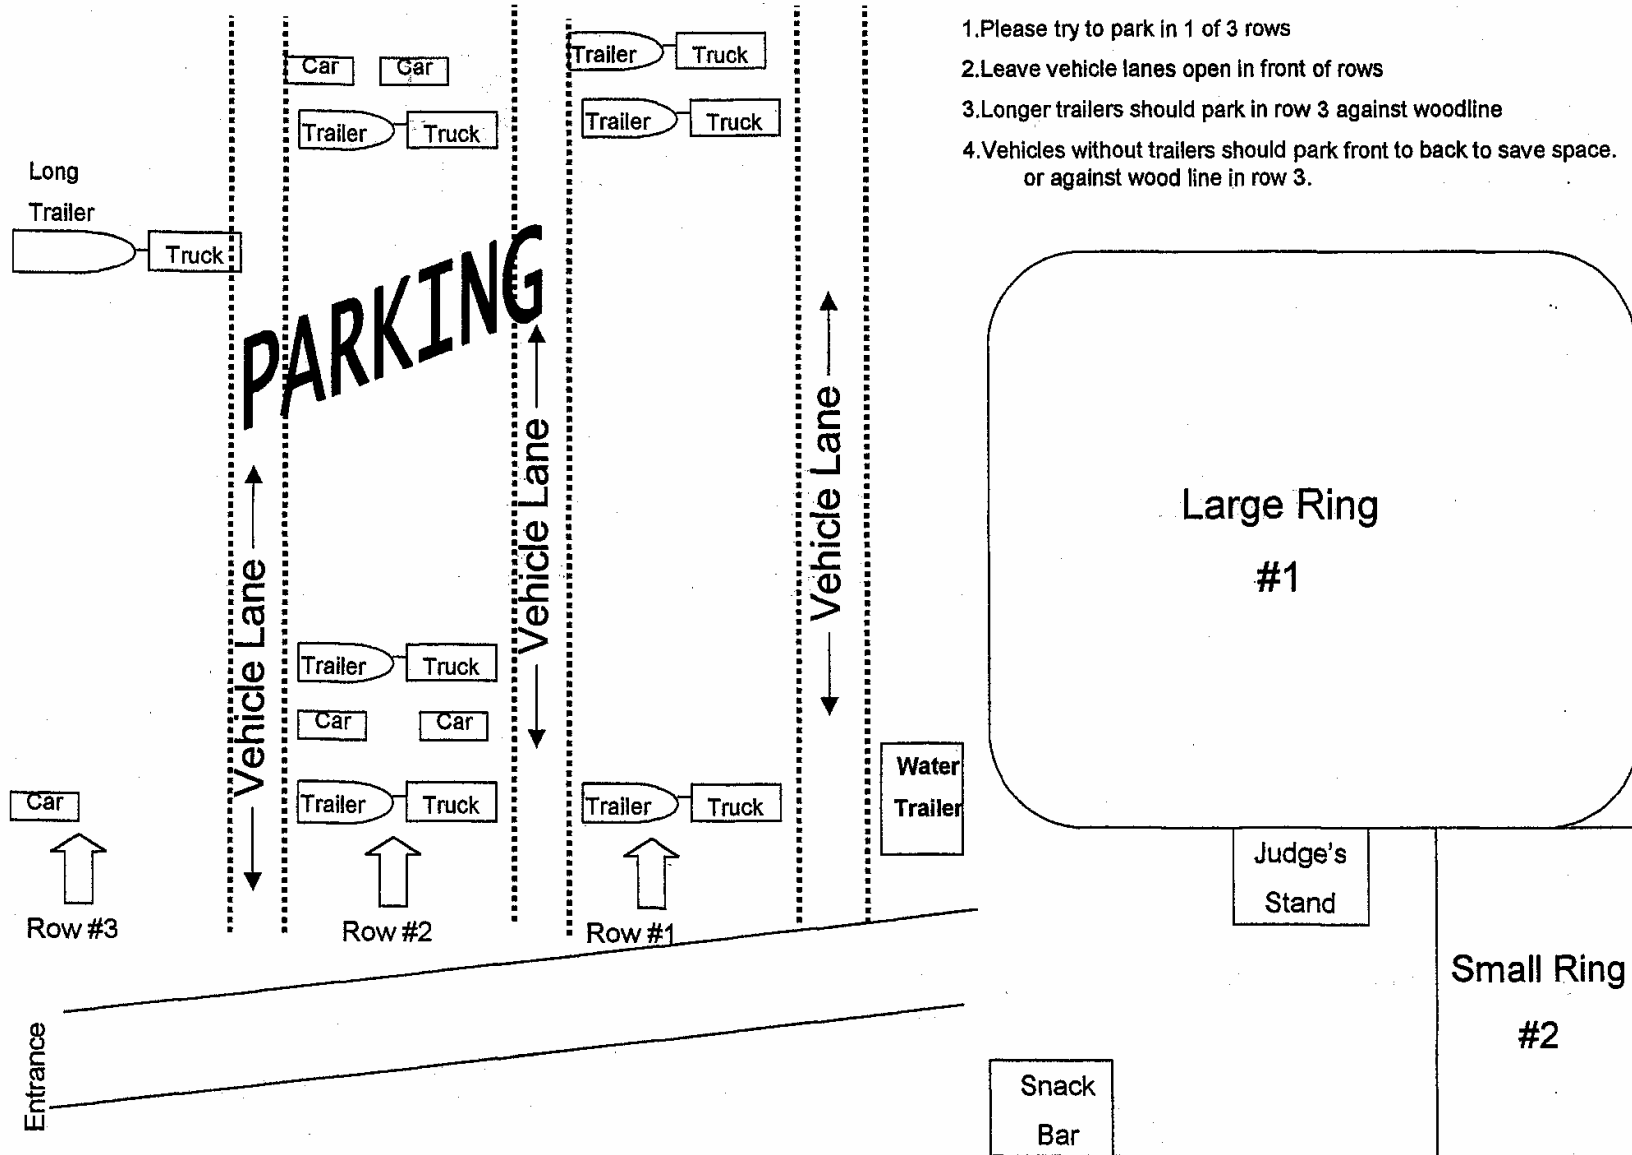 1.Please try to park in 1 of 3 rows
2.Leave vehicle lanes open in front of rows
3.Longer trailers should park in row 3 against woodline
4.Vehicles without trailers should park front to back to save space.
or against wood line in row 3.
Trailer Truck
Car Car
Trailer Truck
Trailer Truck
Long
Trailer
Truck
PARKING
Vehicle Lane
Vehicle Lane
Vehicle Lane
Large Ring
#1
Trailer Truck
Car Car
Trailer Truck
Trailer Truck
Car
Water
Trailer
Judge's
Stand
Row #3
Row #2
Row #1
Small Ring
#2
Entrance
Snack
Bar